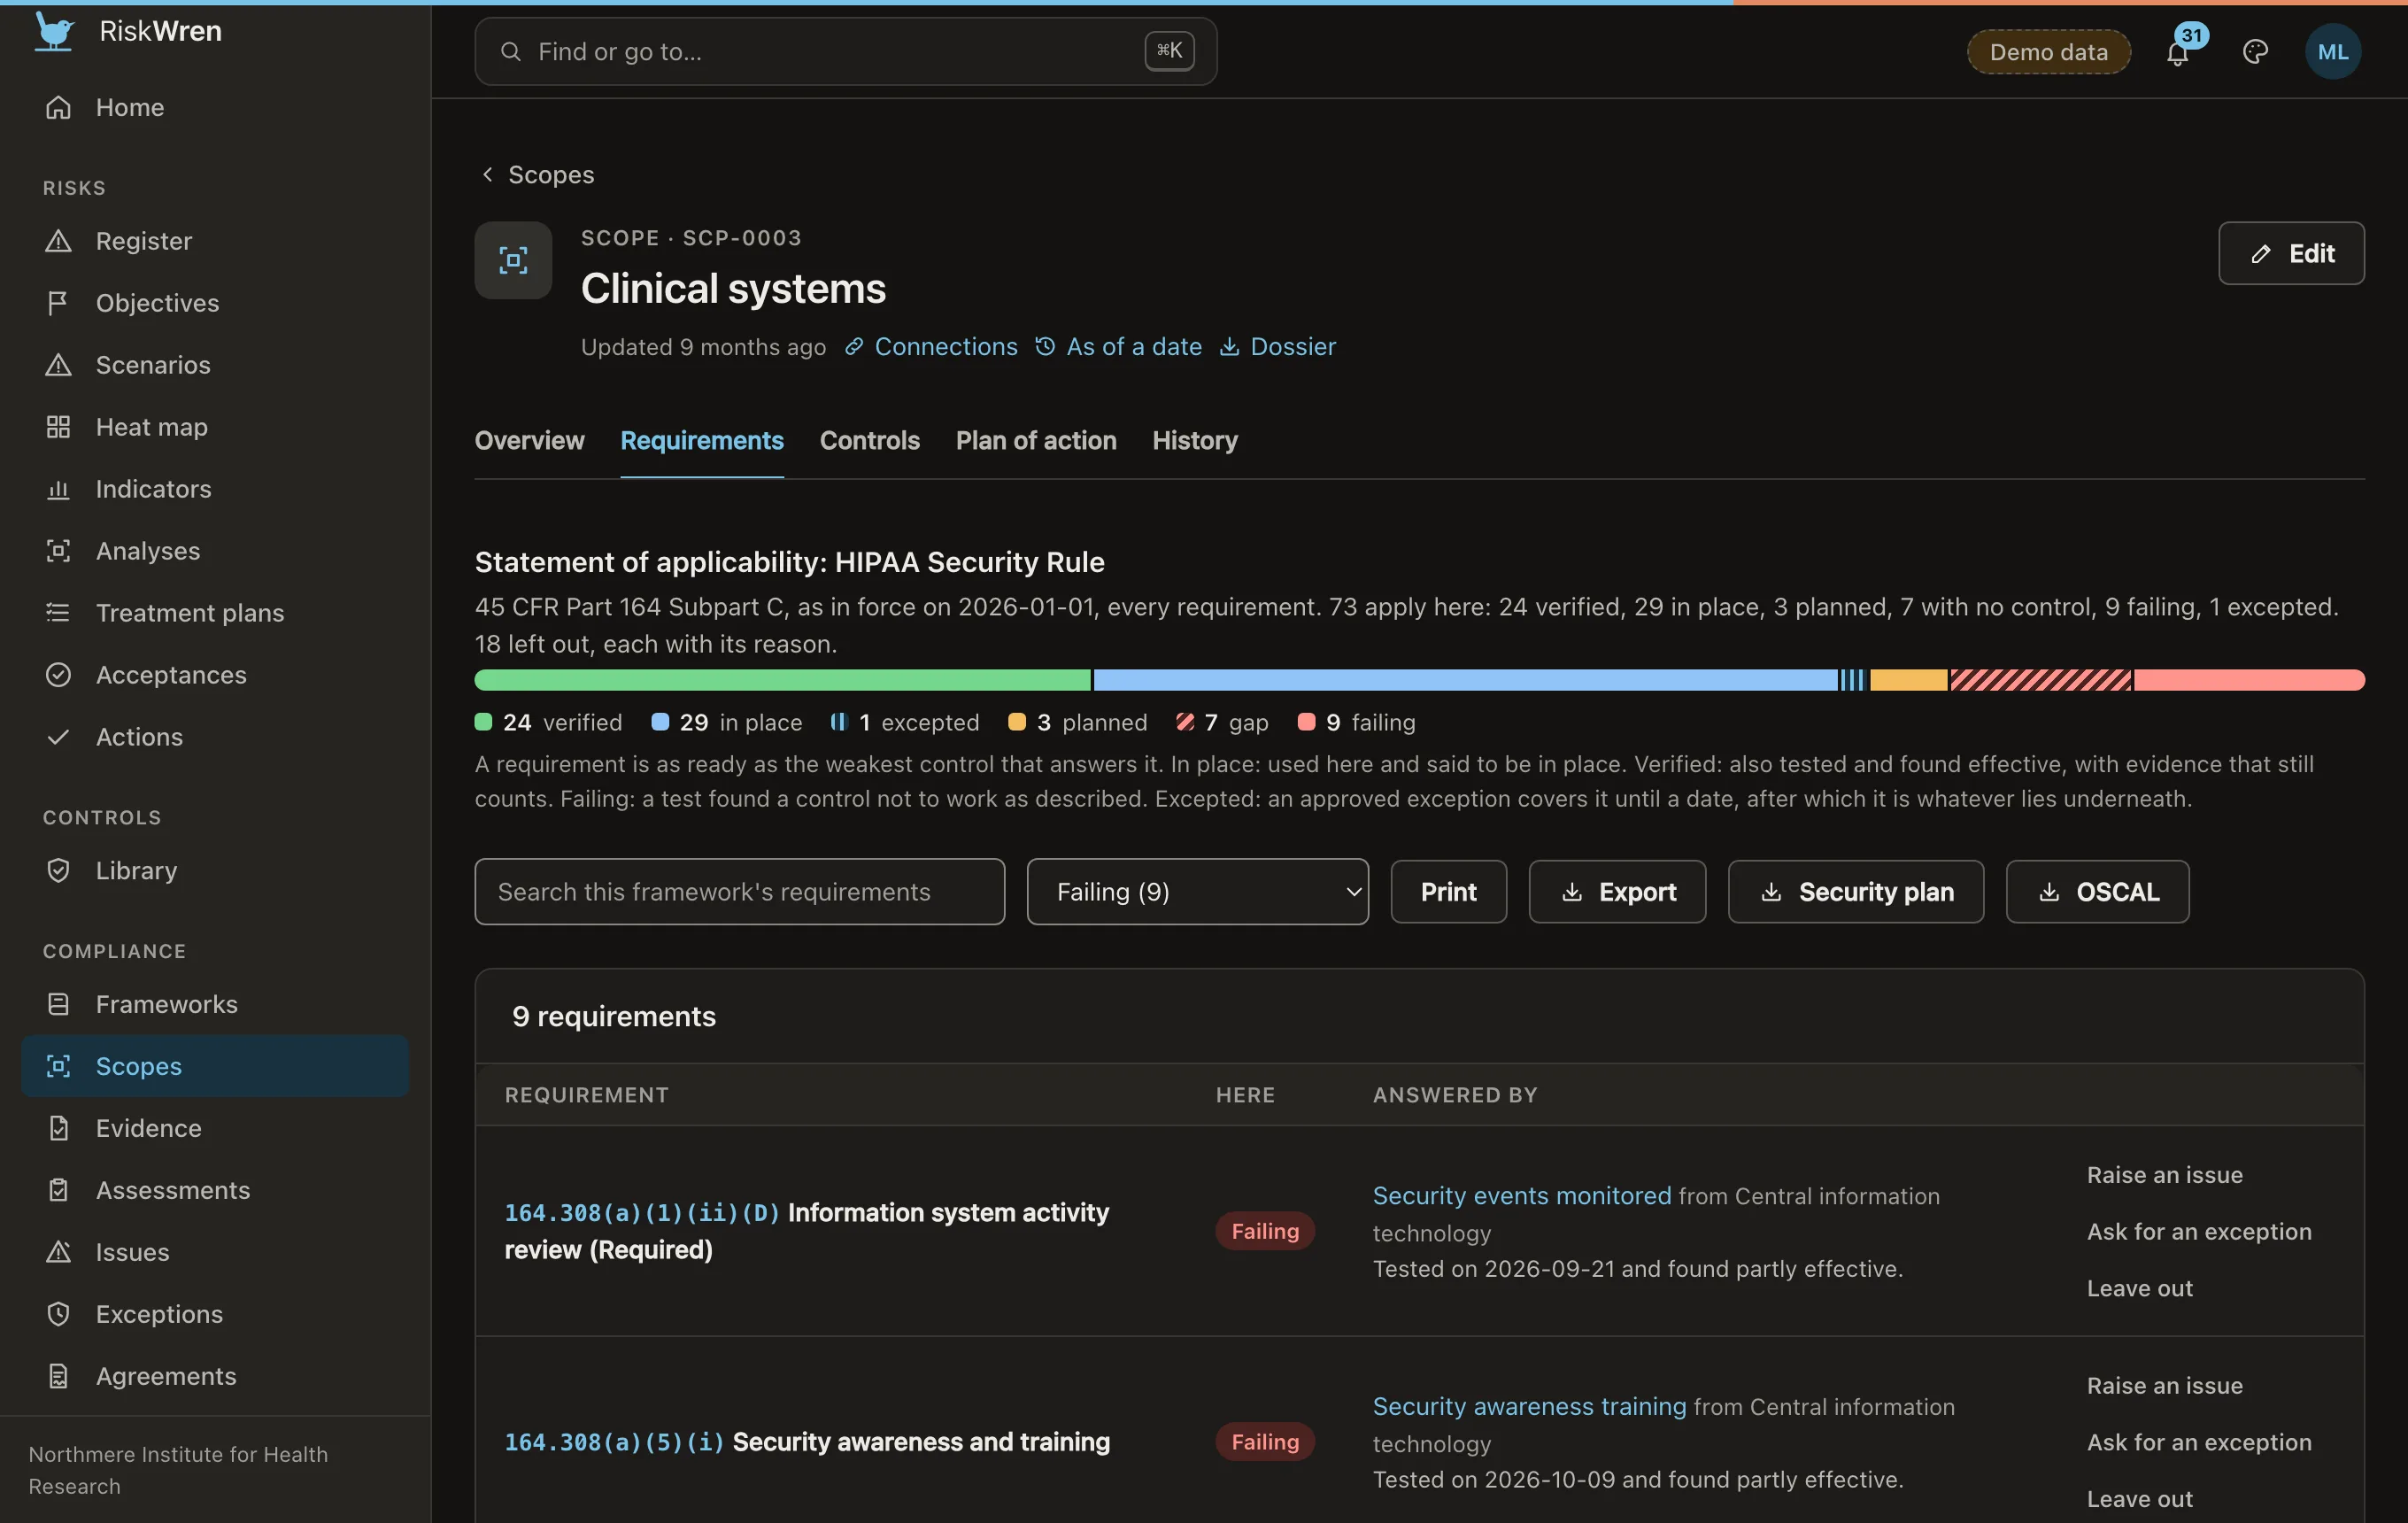 RiskWren
Find or go to...
⌘K
Demo data
31
ML
Home
RISKS
Register
Objectives
Scenarios
Heat map
Indicators
Analyses
Treatment plans
Acceptances
Actions
CONTROLS
Library
COMPLIANCE
Frameworks
Scopes
Evidence
Assessments
Issues
Exceptions
Agreements
Northmere Institute for Health
Research
Scopes
SCOPE · SCP-0003
Clinical systems
Edit
Updated 9 months ago Connections As of a date Dossier
Overview Requirements Controls Plan of action History
Statement of applicability: HIPAA Security Rule
45 CFR Part 164 Subpart C, as in force on 2026-01-01, every requirement. 73 apply here: 24 verified, 29 in place, 3 planned, 7 with no control, 9 failing, 1 excepted.
18 left out, each with its reason.
24 verified 29 in place 1 excepted 3 planned 7 gap 9 failing
A requirement is as ready as the weakest control that answers it. In place: used here and said to be in place. Verified: also tested and found effective, with evidence that still
counts. Failing: a test found a control not to work as described. Excepted: an approved exception covers it until a date, after which it is whatever lies underneath.
Search this framework's requirements
Failing (9)
Print
Export
Security plan
OSCAL
9 requirements
REQUIREMENT HERE ANSWERED BY
164.308(a)(1)(ii)(D) Information system activity
review (Required)
Failing
Security events monitored from Central information
technology
Tested on 2026-09-21 and found partly effective.
Raise an issue
Ask for an exception
Leave out
164.308(a)(5)(i) Security awareness and training
Failing
Security awareness training from Central information
technology
Tested on 2026-10-09 and found partly effective.
Raise an issue
Ask for an exception
Leave out